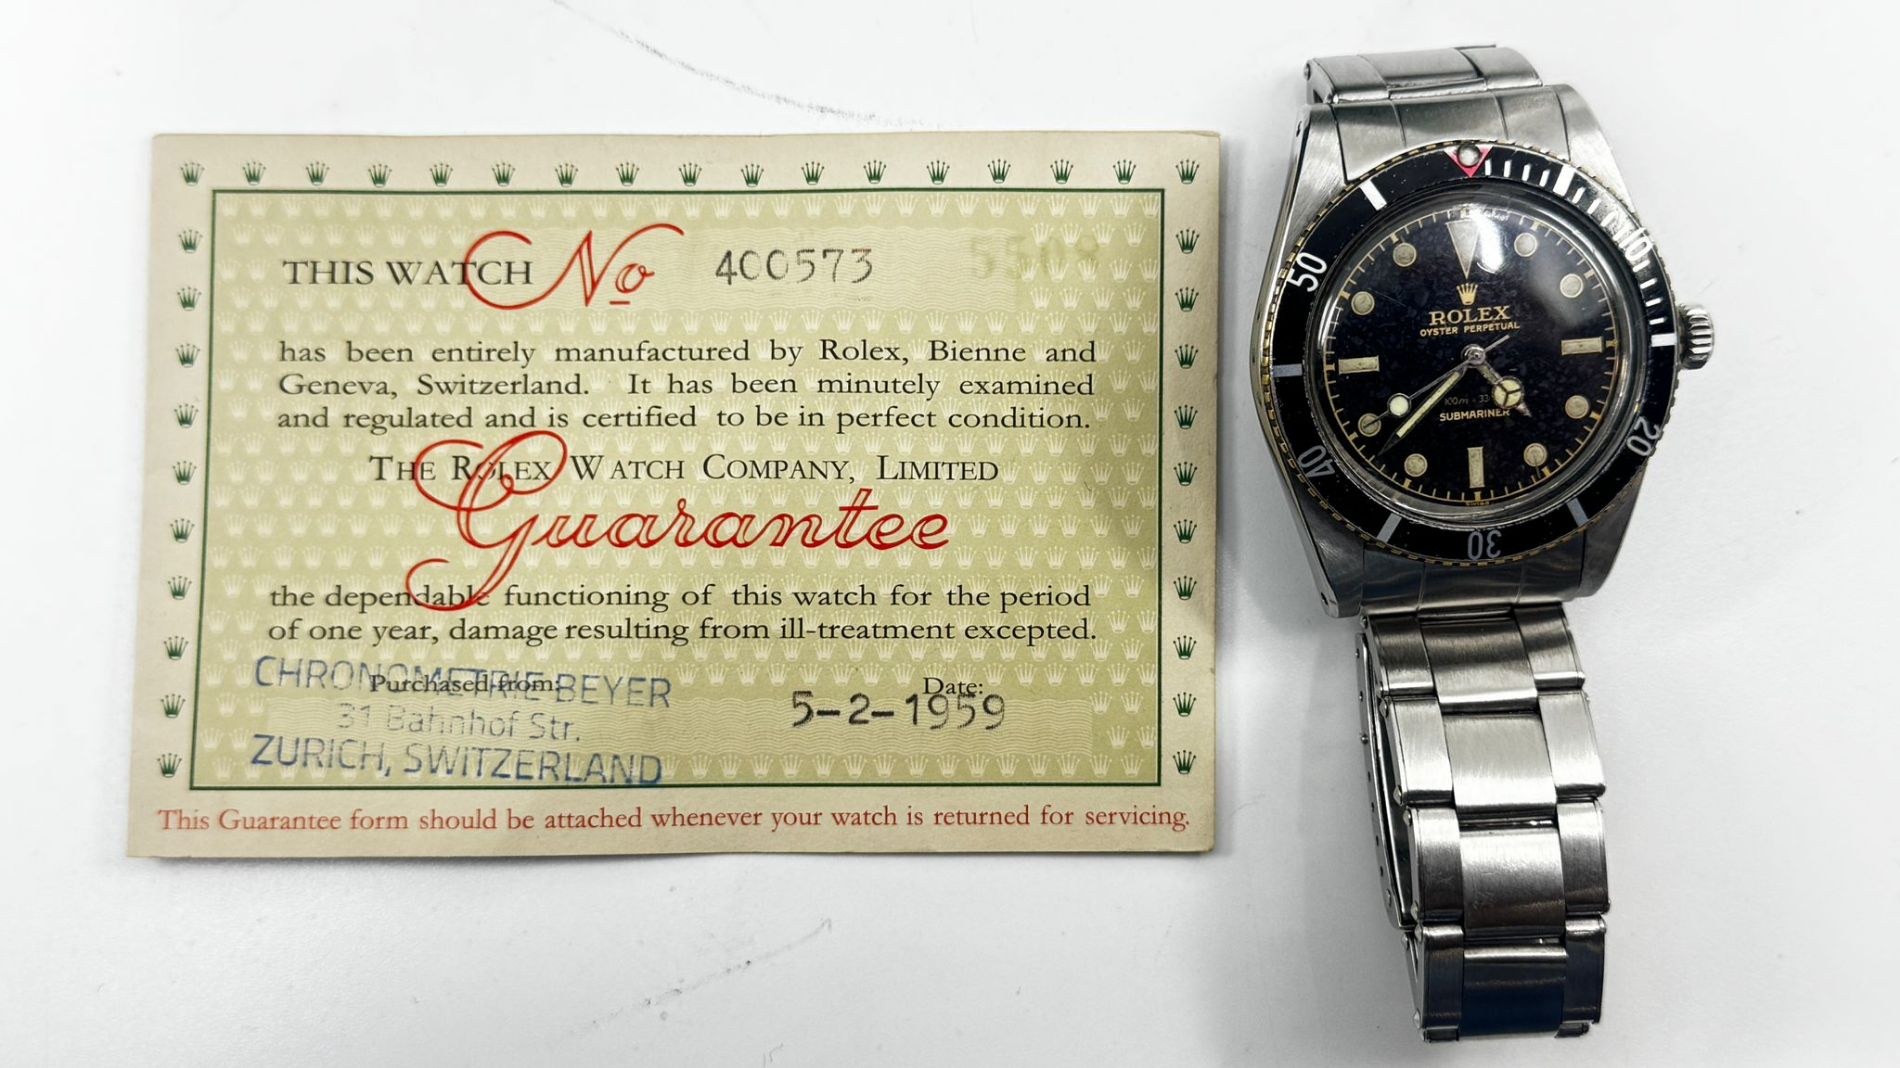 THIS WATCH No 400573 5508
has been entirely manufactured by Rolex, Bienne and
Geneva, Switzerland. It has been minutely examined
and regulated and is certified to be in perfect condition.
THE ROLEX WATCH COMPANY, LIMITED
Guarantee
the dependable functioning of this watch for the period
of one year, damage resulting from ill-treatment excepted.
Purchased from: Date:
CHRONOMETRIE BEYER
31 Bahnhof Str.
ZURICH, SWITZERLAND
5-2-1959
This Guarantee form should be attached whenever your watch is returned for servicing.
10
20
30
40
50
ROLEX
OYSTER PERPETUAL
SUBMARINER